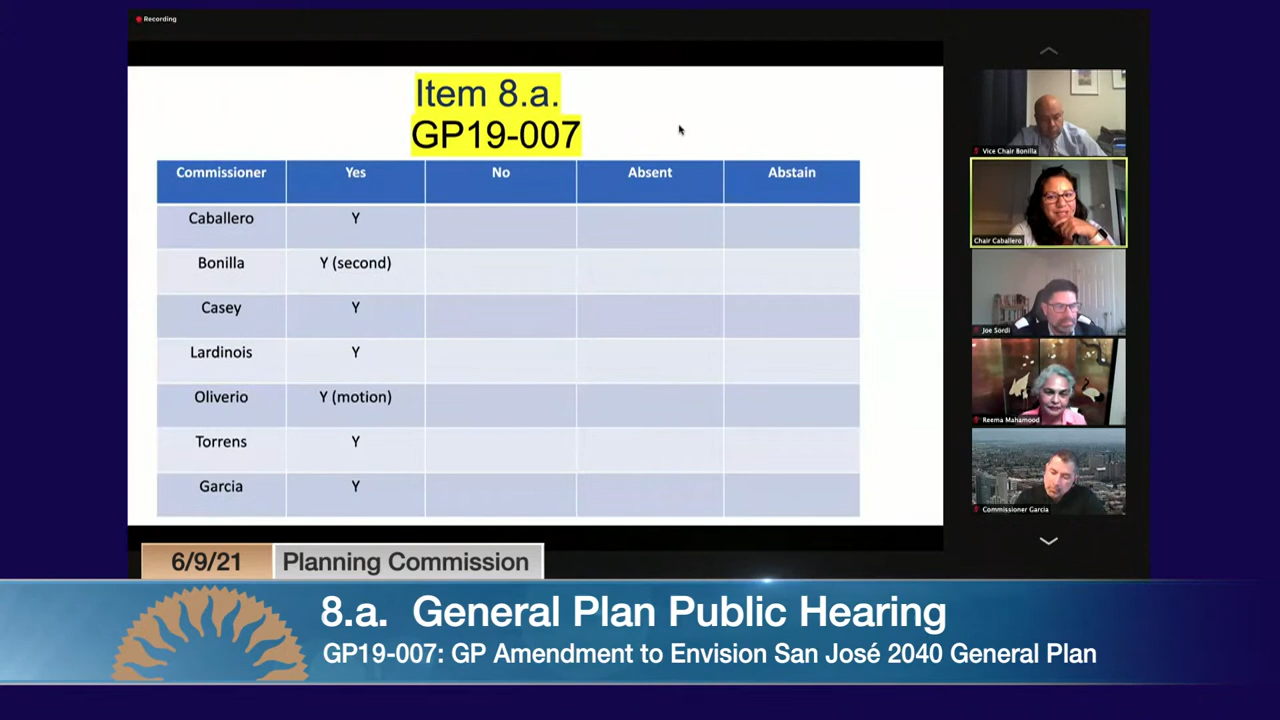 Recording
Item 8.a.
GP19-007
Commissioner Yes No Absent Abstain
Caballero Y
Bonilla Y (second)
Casey Y
Lardinois Y
Oliverio Y (motion)
Torrens Y
Garcia Y
Vice Chair Bonilla
Chair Caballero
Joe Sordi
Reema Mahamood
Commissioner Garcia
6/9/21 Planning Commission
8.a. General Plan Public Hearing
GP19-007: GP Amendment to Envision San José 2040 General Plan